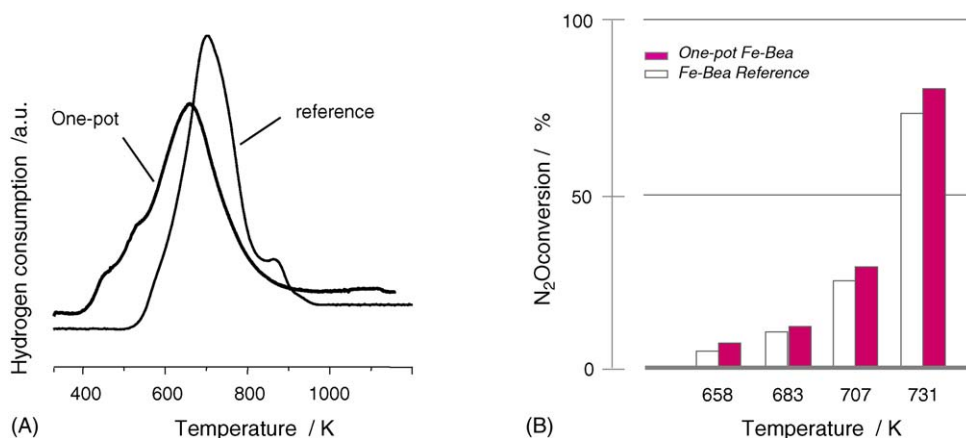 Hydrogen consumption /a.u.
One-pot
reference
400 600 800 1000
Temperature / K
(A)
N₂Oconversion / %
100
50
0
One-pot Fe-Bea
Fe-Bea Reference
658 683 707 731
Temperature / K
(B)